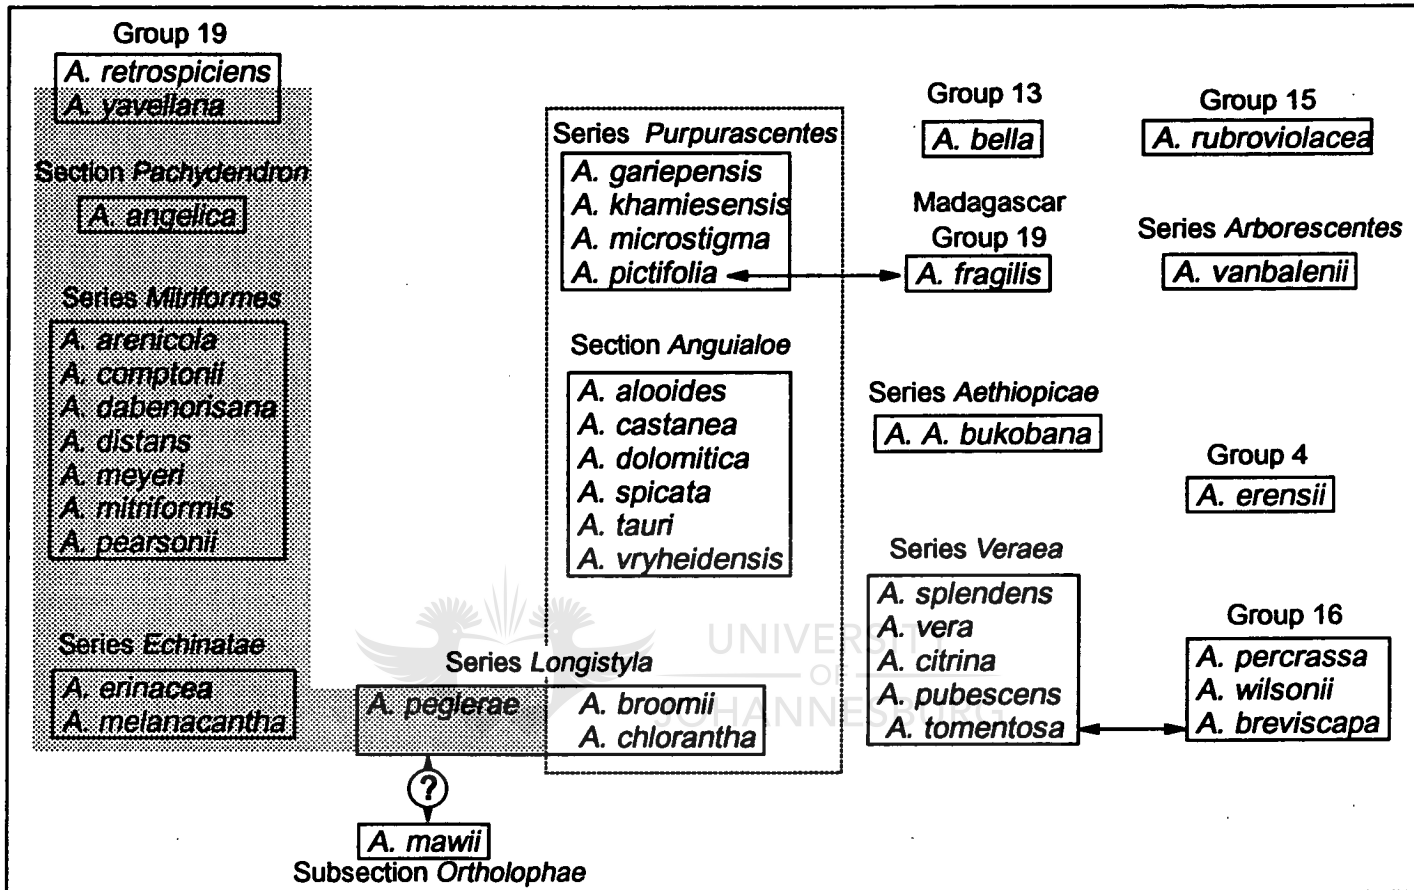 Group 19
A. retrospiciens
A. yavellana
Section Pachydendron
A. angelica
Series Mitriformes
A. arenicola
A. comptonii
A. dabenorisana
A. distans
A. meyeri
A. mitriformis
A. pearsonii
Series Echinatae
A. erinacea
A. melanacantha
Series Purpurascentes
A. gariepensis
A. khamiesensis
A. microstigma
A. pictifolia
Section Anguialoe
A. alooides
A. castanea
A. dolomitica
A. spicata
A. tauri
A. vryheidensis
Series Longistyla
A. peglerae
A. broomii
A. chlorantha
?
A. mawii
Subsection Ortholophae
Group 13
A. bella
Madagascar
Group 19
A. fragilis
Series Aethiopicae
A. A. bukobana
Series Veraea
A. splendens
A. vera
A. citrina
A. pubescens
A. tomentosa
Group 15
A. rubroviolacea
Series Arborescentes
A. vanbalenii
Group 4
A. erensii
Group 16
A. percrassa
A. wilsonii
A. breviscapa
UNIVERSITY
OF
JOHANNESBURG